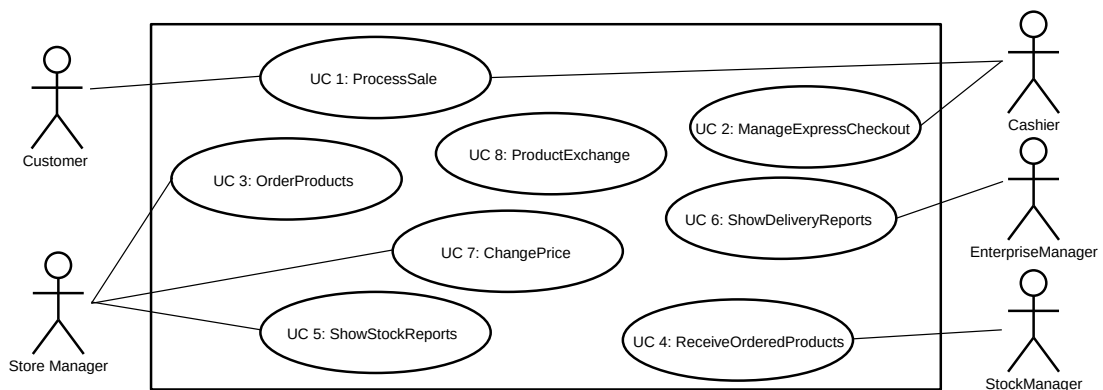 UC 1: ProcessSale
Cashier
UC 2: ManageExpressCheckout
Customer
UC 8: ProductExchange
UC 3: OrderProducts
UC 6: ShowDeliveryReports
EnterpriseManager
UC 7: ChangePrice
UC 5: ShowStockReports
UC 4: ReceiveOrderedProducts
Store Manager
StockManager